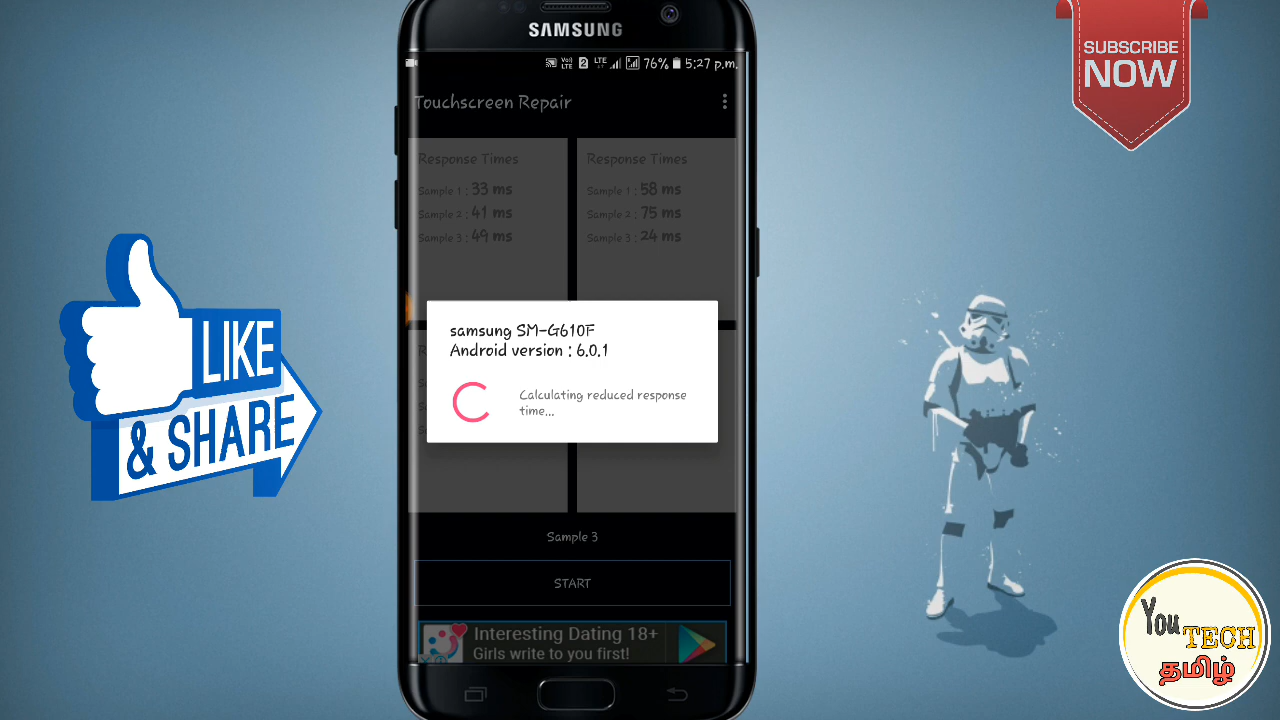 SAMSUNG
SUBSCRIBE
NOW
VoLTE 2 LTE 76% 5:27 p.m.
Touchscreen Repair
Response Times
Sample 1 : 33 ms
Sample 2 : 41 ms
Sample 3 : 49 ms
Response Times
Sample 1 : 58 ms
Sample 2 : 75 ms
Sample 3 : 24 ms
samsung SM-G610F
Android version : 6.0.1
Calculating reduced response
time...
LIKE
& SHARE
Sample 3
START
Interesting Dating 18+
Girls write to you first!
You
TECH
தமிழ்